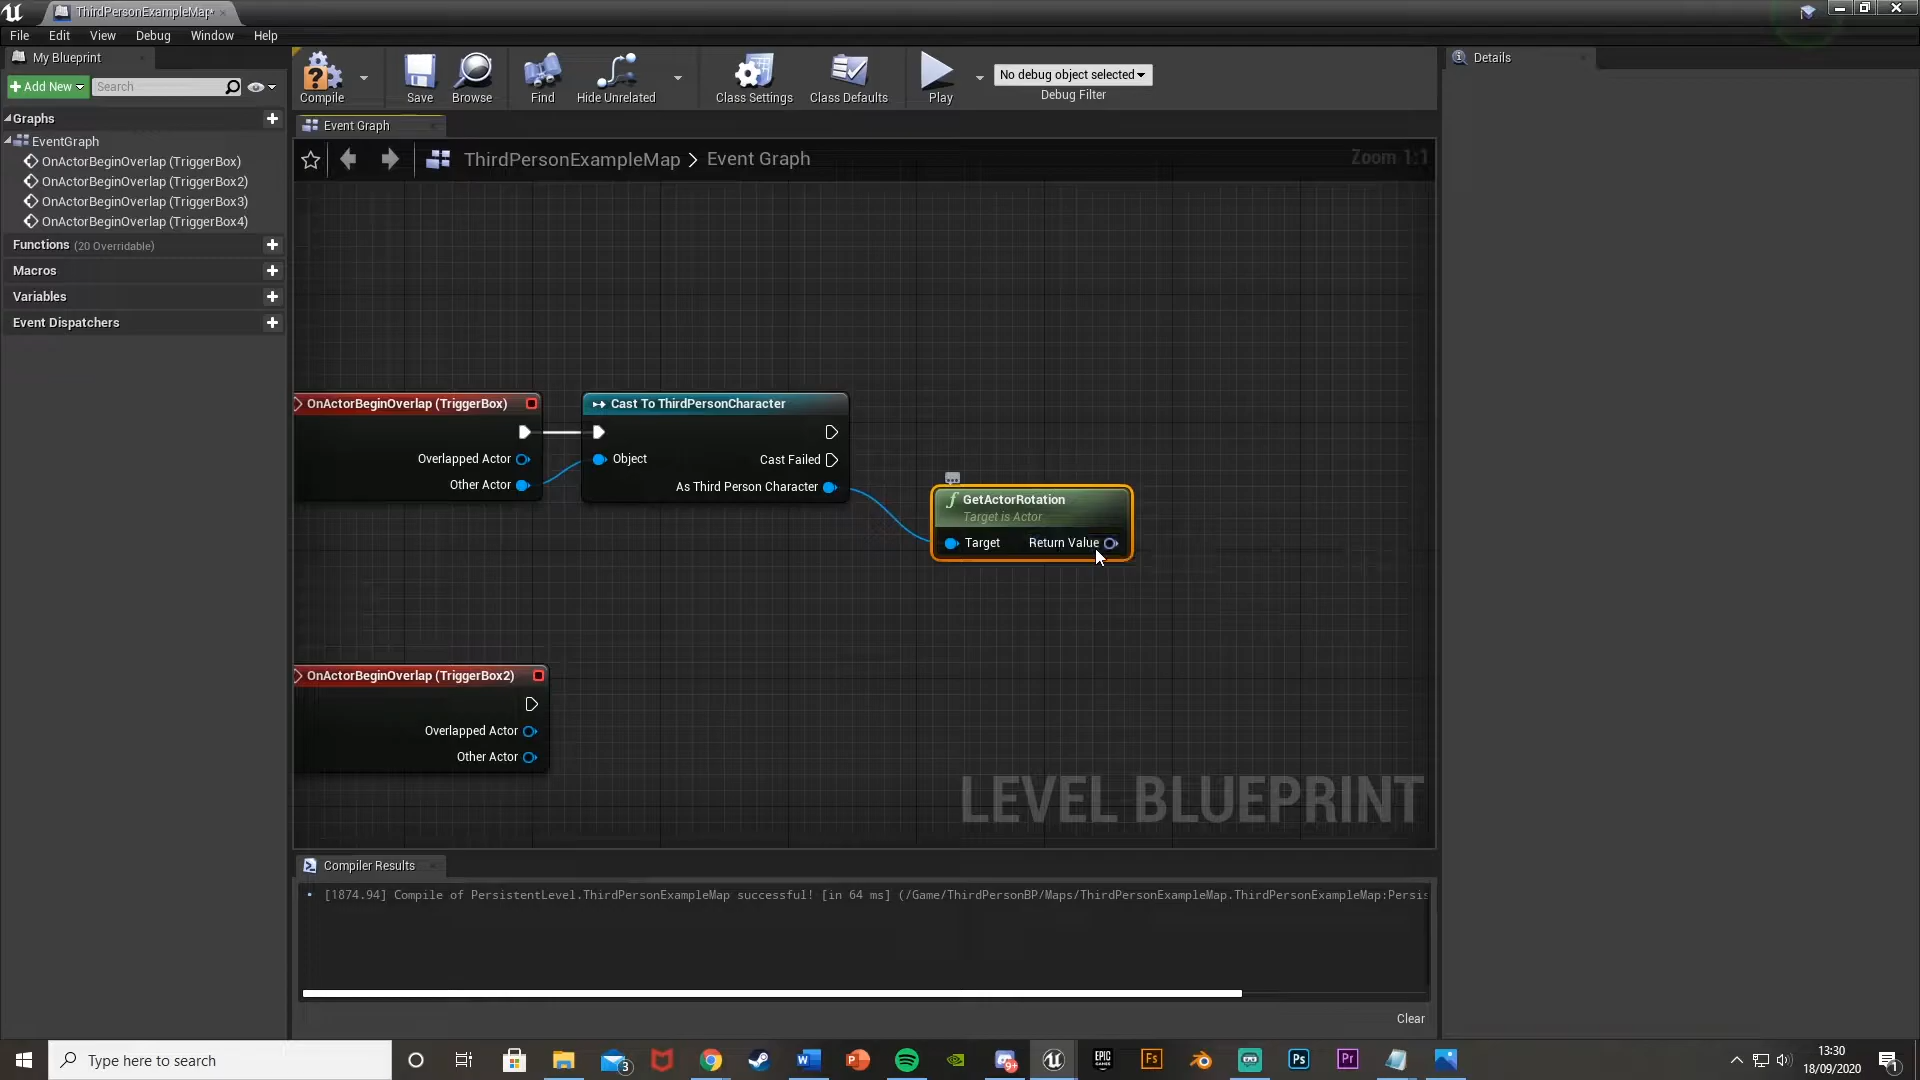 ThirdPersonExampleMap*
File Edit View Debug Window Help
My Blueprint
Add New
Search
Graphs
EventGraph
OnActorBeginOverlap (TriggerBox)
OnActorBeginOverlap (TriggerBox2)
OnActorBeginOverlap (TriggerBox3)
OnActorBeginOverlap (TriggerBox4)
Functions (20 Overridable)
Macros
Variables
Event Dispatchers
Compile Save Browse Find Hide Unrelated Class Settings Class Defaults Play
No debug object selected
Debug Filter
Event Graph
ThirdPersonExampleMap > Event Graph
Zoom 1:1
OnActorBeginOverlap (TriggerBox)
Overlapped Actor
Other Actor
Cast To ThirdPersonCharacter
Object
Cast Failed
As Third Person Character
GetActorRotation
Target is Actor
Target Return Value
OnActorBeginOverlap (TriggerBox2)
Overlapped Actor
Other Actor
LEVEL BLUEPRINT
Compiler Results
[1874.94] Compile of PersistentLevel.ThirdPersonExampleMap successful! [in 64 ms] (/Game/ThirdPersonBP/Maps/ThirdPersonExampleMap.ThirdPersonExampleMap:Persis
Clear
Details
Type here to search
13:30
18/09/2020